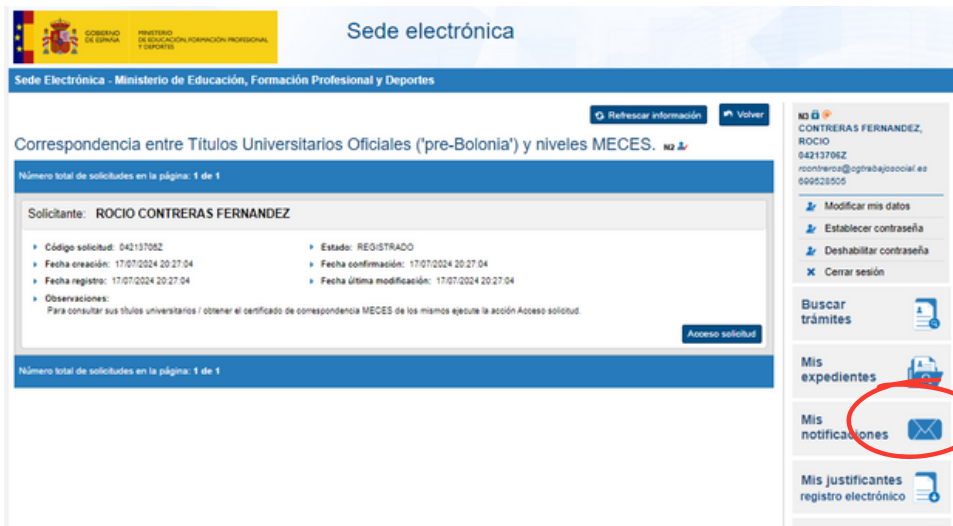 GOBIERNO
DE ESPAÑA
MINISTERIO
DE EDUCACIÓN, FORMACIÓN PROFESIONAL
Y DEPORTES
Sede electrónica
Sede Electrónica - Ministerio de Educación, Formación Profesional y Deportes
Refrescar información
Volver
Correspondencia entre Títulos Universitarios Oficiales ('pre-Bolonia') y niveles MECES. N2
Número total de solicitudes en la página: 1 de 1
Solicitante: ROCIO CONTRERAS FERNANDEZ
Código solicitud: 04213706Z
Estado: REGISTRADO
Fecha creación: 17/07/2024 20:27:04
Fecha confirmación: 17/07/2024 20:27:04
Fecha registro: 17/07/2024 20:27:04
Fecha última modificación: 17/07/2024 20:27:04
Observaciones:
Para consultar sus títulos universitarios / obtener el certificado de correspondencia MECES de los mismos ejecute la acción Acceso solicitud.
Acceso solicitud
Número total de solicitudes en la página: 1 de 1
N3
CONTRERAS FERNANDEZ,
ROCIO
04213706Z
rcontreros@cgtrabajosocial.es
699528505
Modificar mis datos
Establecer contraseña
Deshabilitar contraseña
Cerrar sesión
Buscar
trámites
Mis
expedientes
Mis
notificaciones
Mis justificantes
registro electrónico